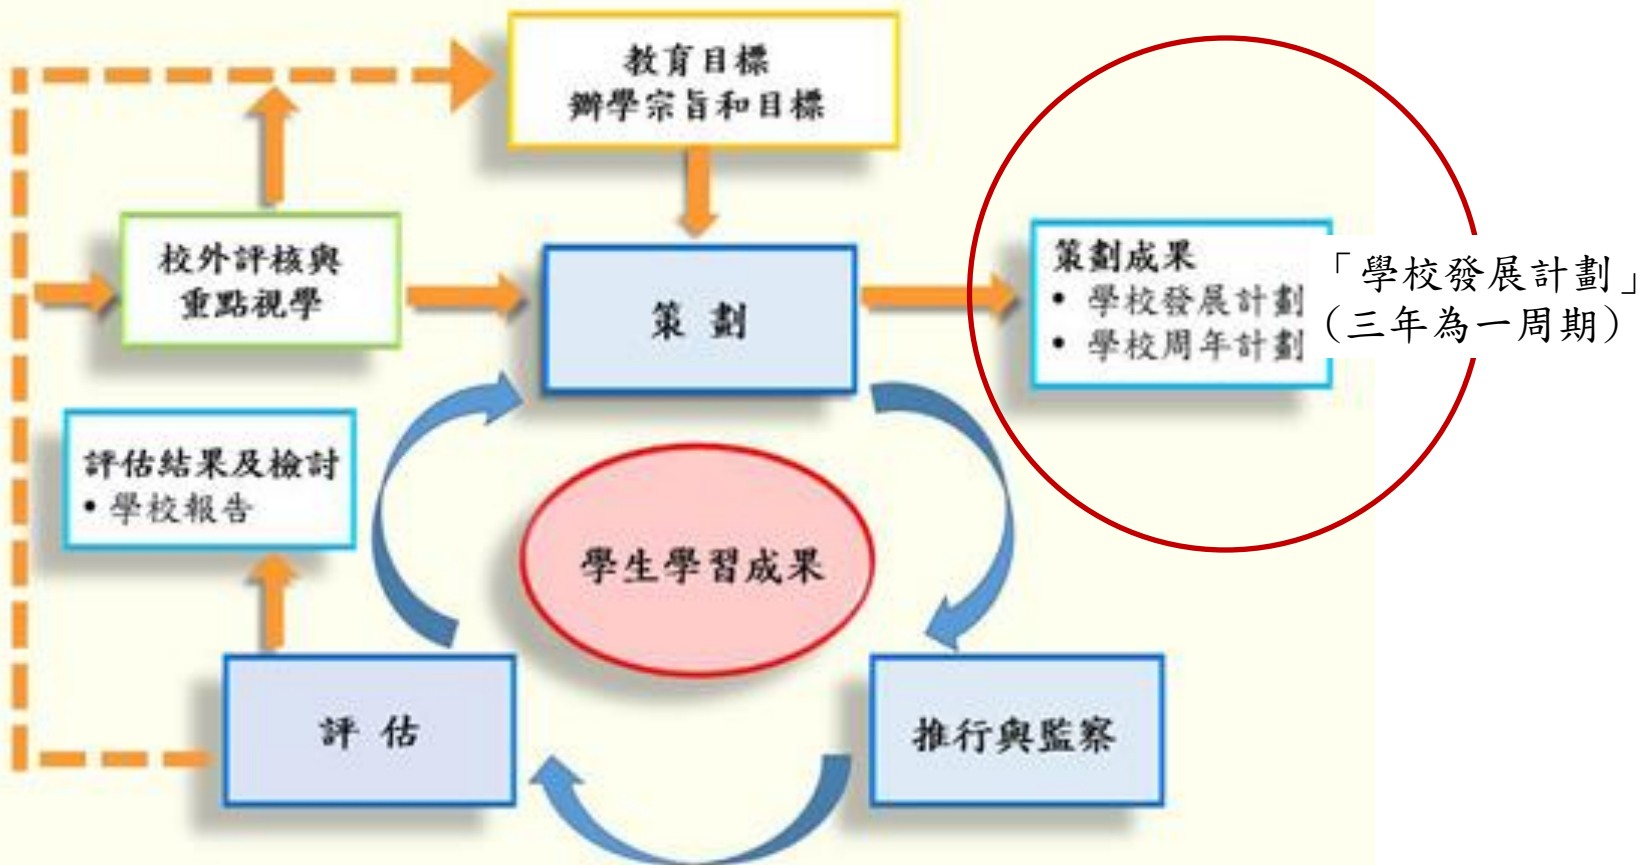 教育目標
辦學宗旨和目標
校外評核與
重點視學
策劃
策劃成果
• 學校發展計劃
• 學校周年計劃
「學校發展計劃」
（三年為一周期）
評估結果及檢討
• 學校報告
學生學習成果
評估
推行與監察